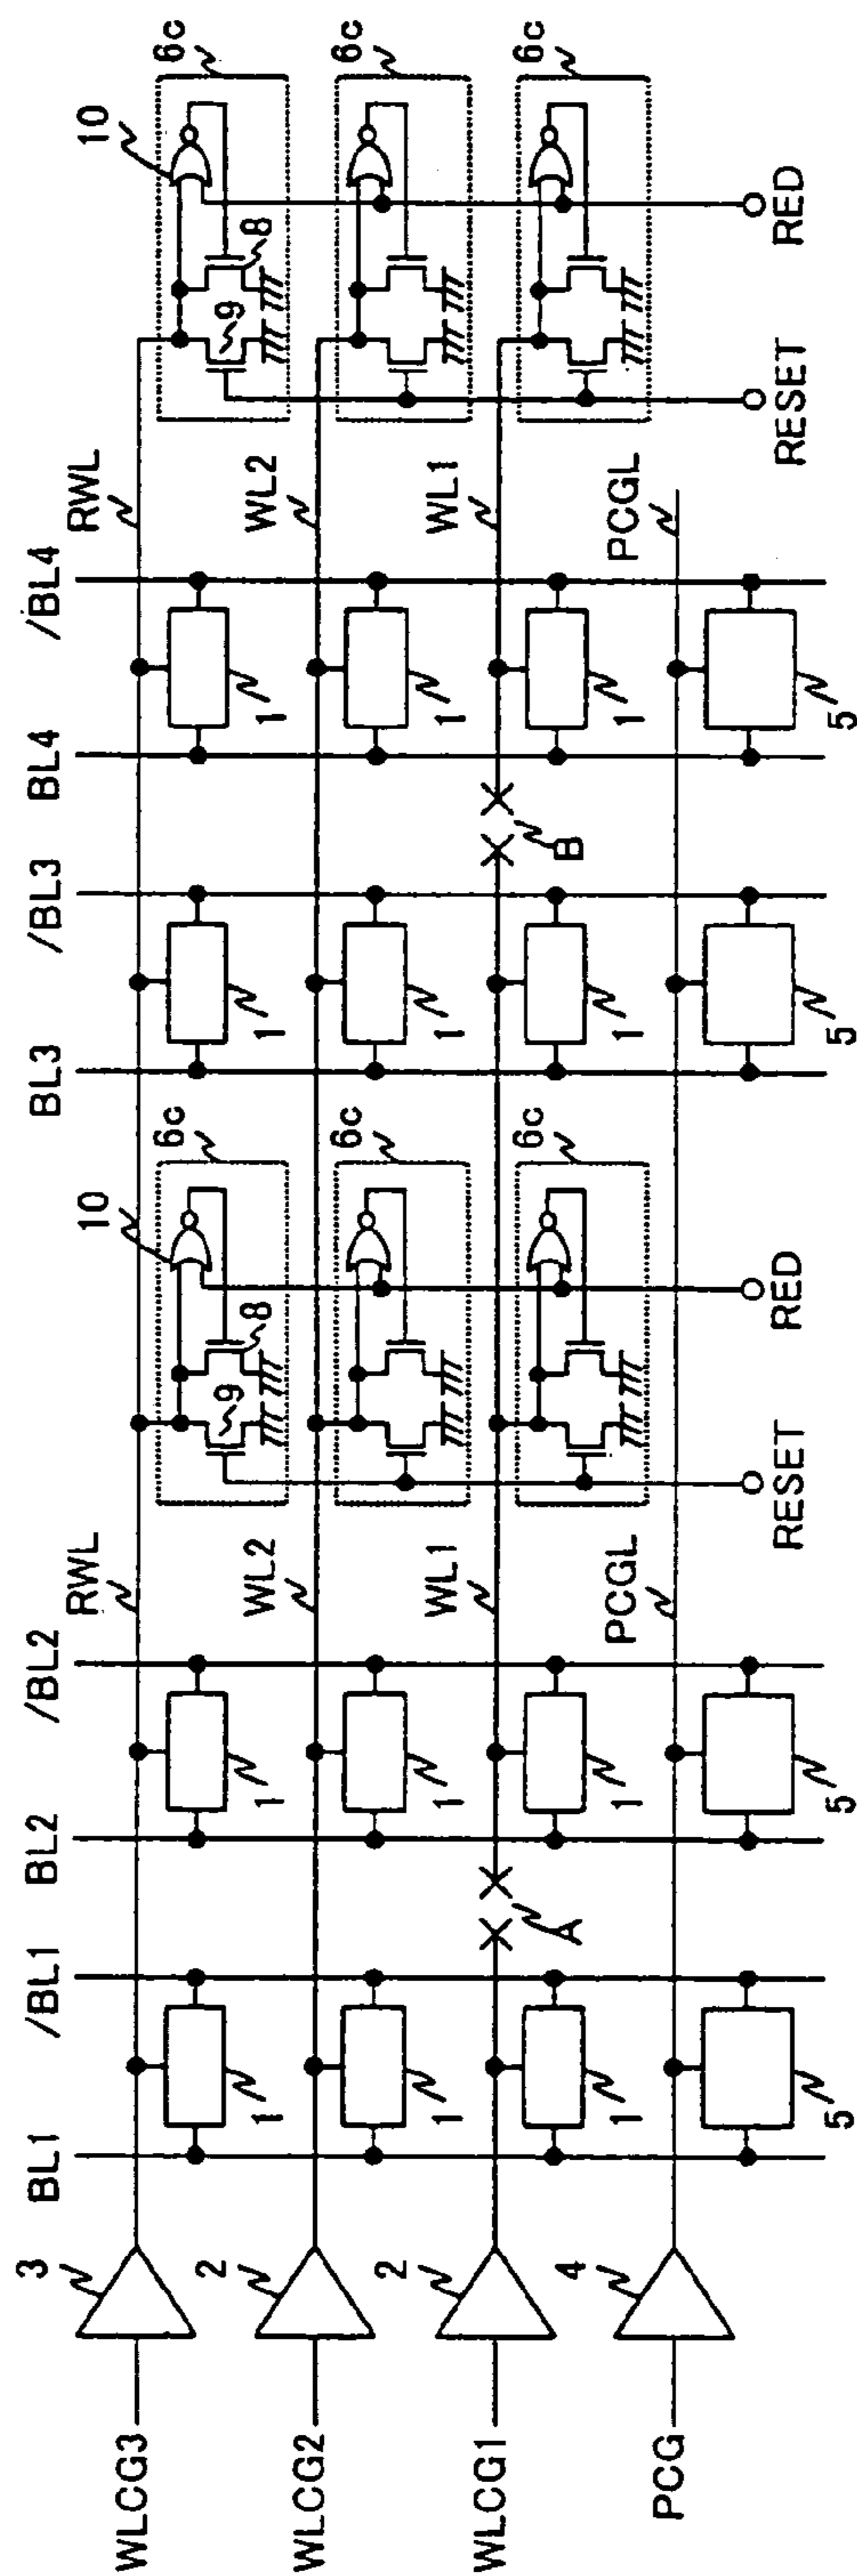 BL1 /BL1 BL2 /BL2 BL3 /BL3 BL4 /BL4
3 RWL 10 6c RWL 10 6c
WLCG3
9 8 9 8
1 1 1 1
2 WL2 6c WL2 6c
WLCG2
1 1 1 1
2 WL1 6c WL1 6c
WLCG1
A B
1 1 1 1
4 PCGL PCGL
PCG
RESET RED RESET RED
5 5 5 5